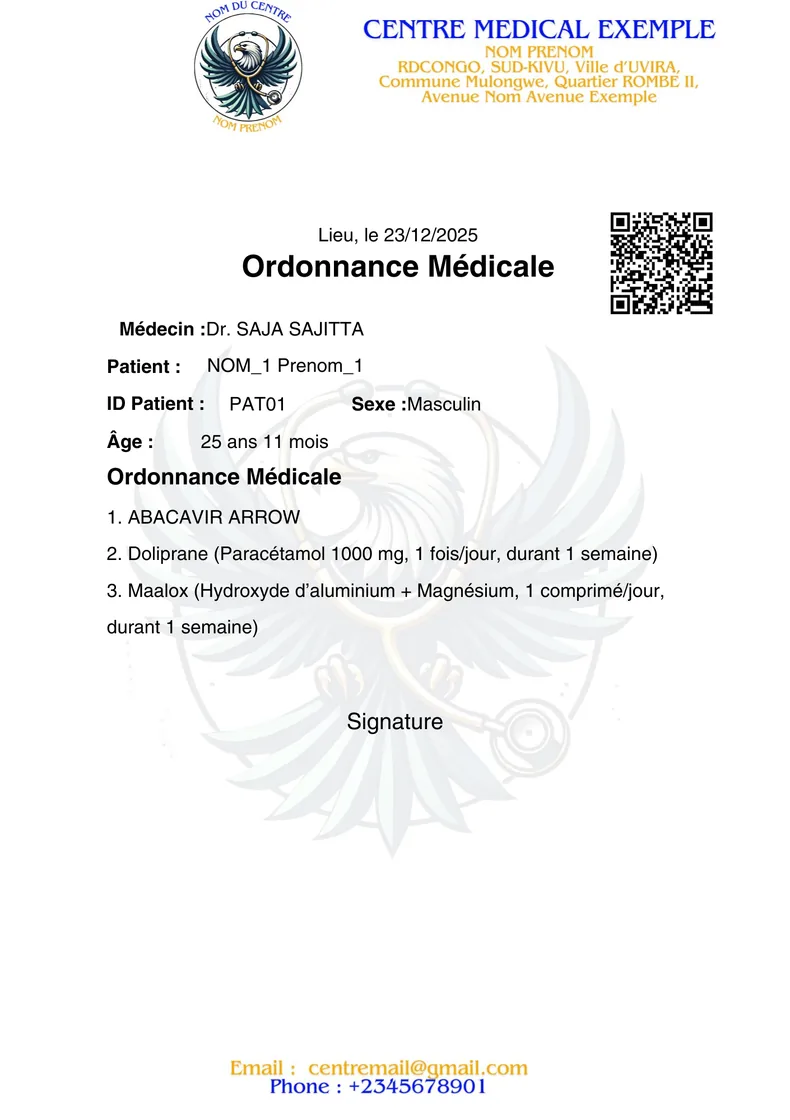 NOM DU CENTRE
NOM PRENOM
CENTRE MEDICAL EXEMPLE
NOM PRENOM
RDCONGO, SUD-KIVU, Ville d'UVIRA,
Commune Mulongwe, Quartier ROMBE II,
Avenue Nom Avenue Exemple
Lieu, le 23/12/2025
Ordonnance Médicale
Médecin :Dr. SAJA SAJITTA
Patient : NOM_1 Prenom_1
ID Patient : PAT01 Sexe :Masculin
Âge : 25 ans 11 mois
Ordonnance Médicale
1. ABACAVIR ARROW
2. Doliprane (Paracétamol 1000 mg, 1 fois/jour, durant 1 semaine)
3. Maalox (Hydroxyde d’aluminium + Magnésium, 1 comprimé/jour,
durant 1 semaine)
Signature
Email : centremail@gmail.com
Phone : +2345678901